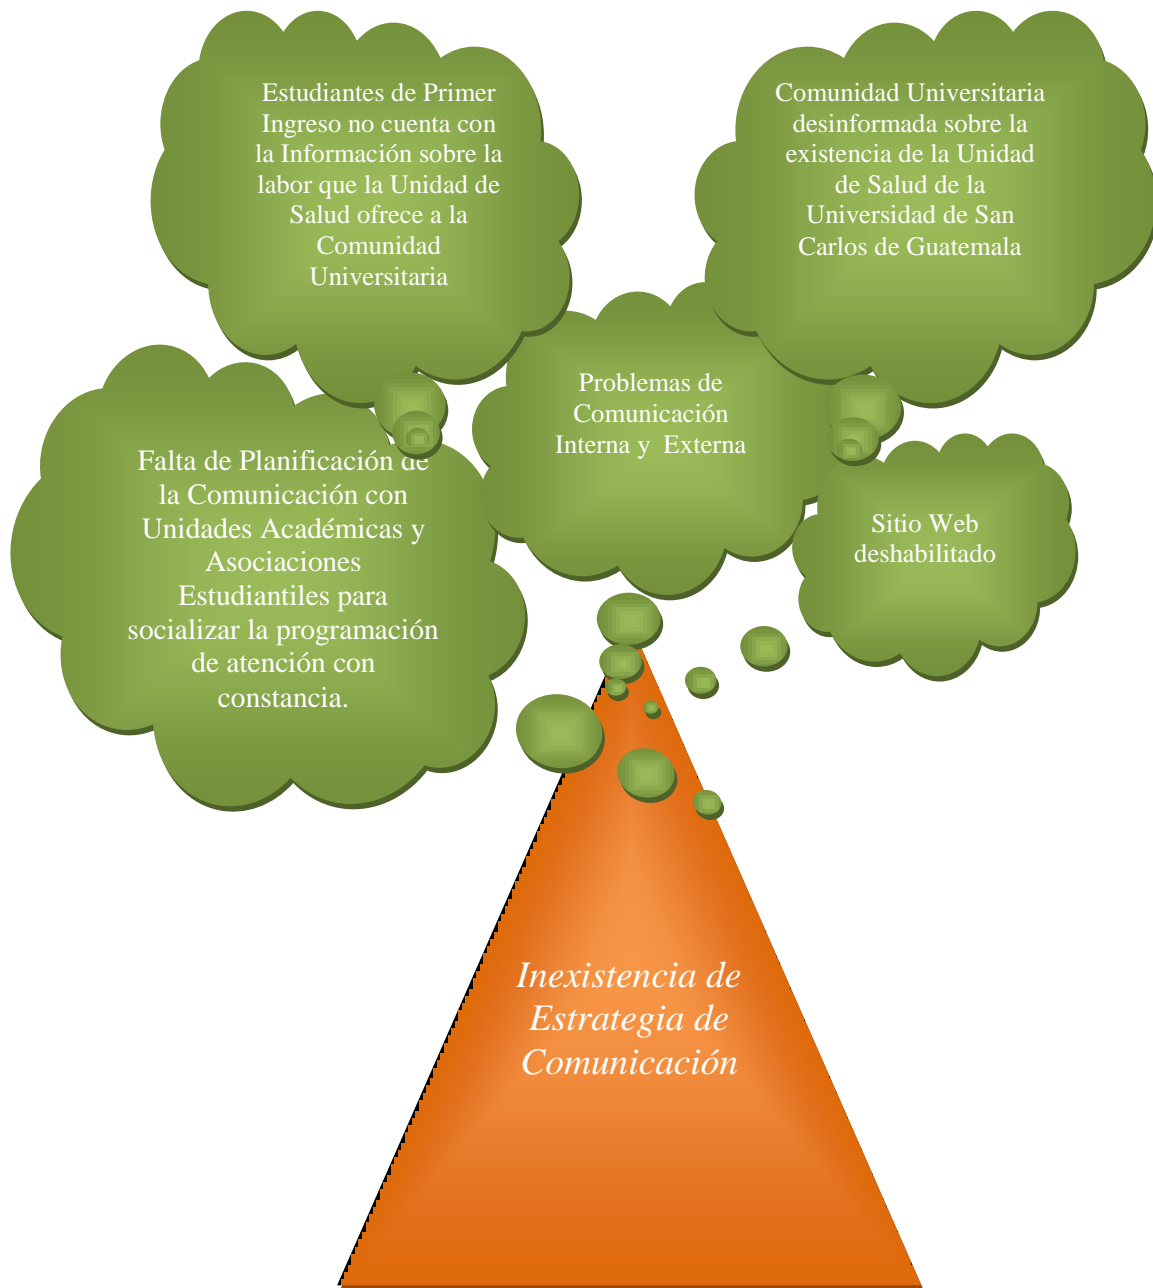 Estudiantes de Primer
Ingreso no cuenta con
la Información sobre la
labor que la Unidad de
Salud ofrece a la
Comunidad
Universitaria
Comunidad Universitaria
desinformada sobre la
existencia de la Unidad
de Salud de la
Universidad de San
Carlos de Guatemala
Problemas de
Comunicación
Interna y Externa
Falta de Planificación de
la Comunicación con
Unidades Académicas y
Asociaciones
Estudiantiles para
socializar la programación
de atención con
constancia.
Sitio Web
deshabilitado
Inexistencia de
Estrategia de
Comunicación